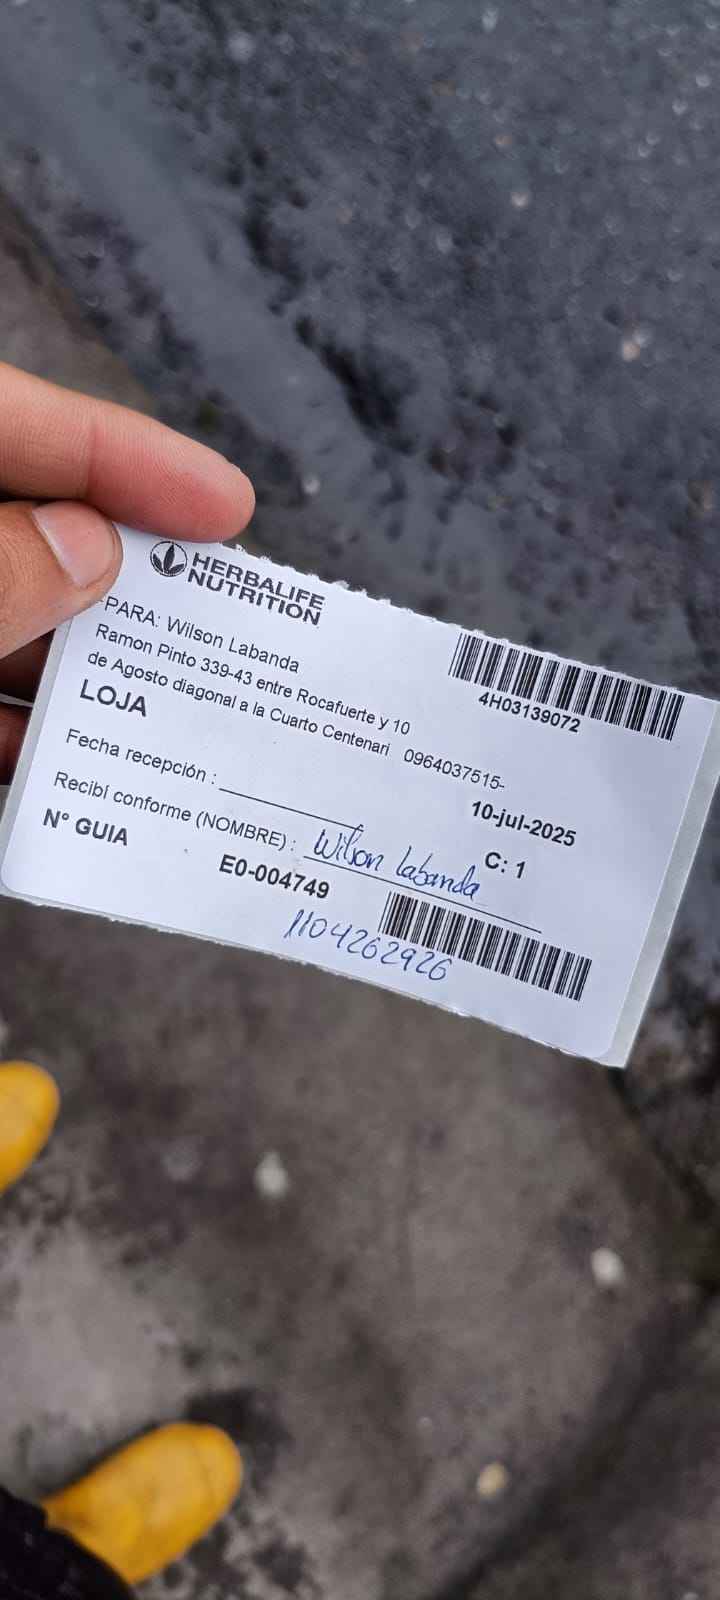 HERBALIFE
NUTRITION
PARA: Wilson Labanda
Ramon Pinto 339-43 entre Rocafuerte y 10
de Agosto diagonal a la Cuarto Centenari 0964037515-
LOJA
4H03139072
Fecha recepción :
10-jul-2025
Recibí conforme (NOMBRE) : Wilson Labanda
C: 1
N° GUIA
E0-004749
1104262926